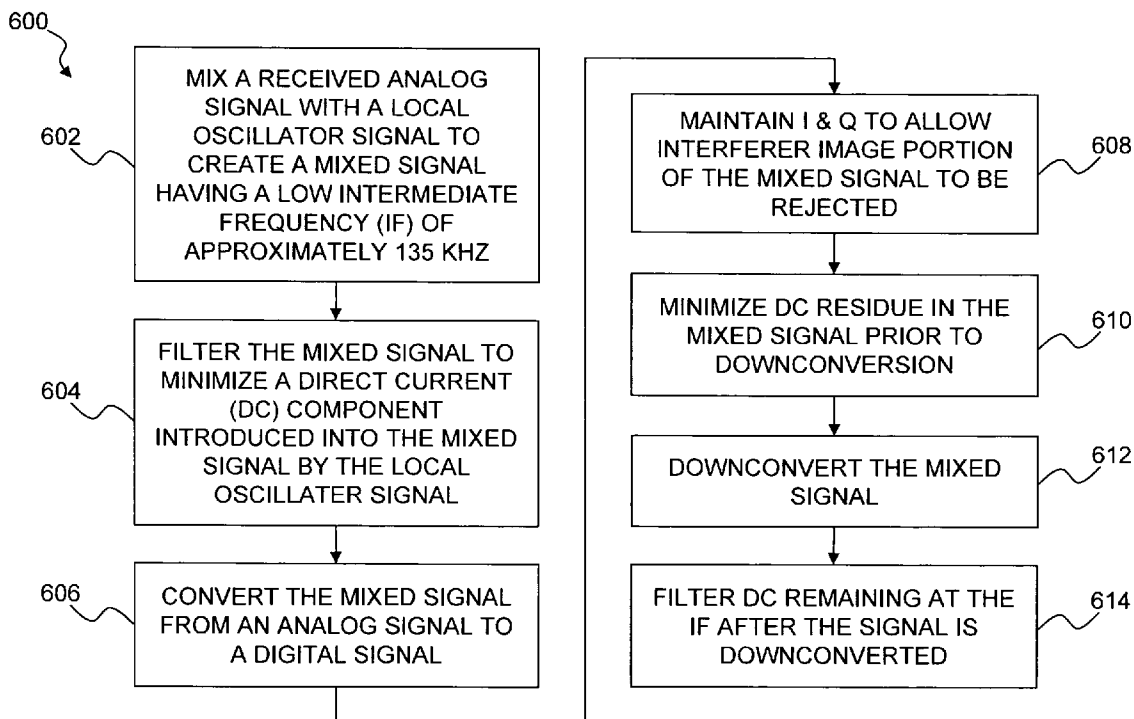 600
602
MIX A RECEIVED ANALOG
SIGNAL WITH A LOCAL
OSCILLATOR SIGNAL TO
CREATE A MIXED SIGNAL
HAVING A LOW INTERMEDIATE
FREQUENCY (IF) OF
APPROXIMATELY 135 KHZ
604
FILTER THE MIXED SIGNAL TO
MINIMIZE A DIRECT CURRENT
(DC) COMPONENT
INTRODUCED INTO THE MIXED
SIGNAL BY THE LOCAL
OSCILLATER SIGNAL
606
CONVERT THE MIXED SIGNAL
FROM AN ANALOG SIGNAL TO
A DIGITAL SIGNAL
MAINTAIN I & Q TO ALLOW
INTERFERER IMAGE PORTION
OF THE MIXED SIGNAL TO BE
REJECTED
608
MINIMIZE DC RESIDUE IN THE
MIXED SIGNAL PRIOR TO
DOWNCONVERSION
610
DOWNCONVERT THE MIXED
SIGNAL
612
FILTER DC REMAINING AT THE
IF AFTER THE SIGNAL IS
DOWNCONVERTED
614